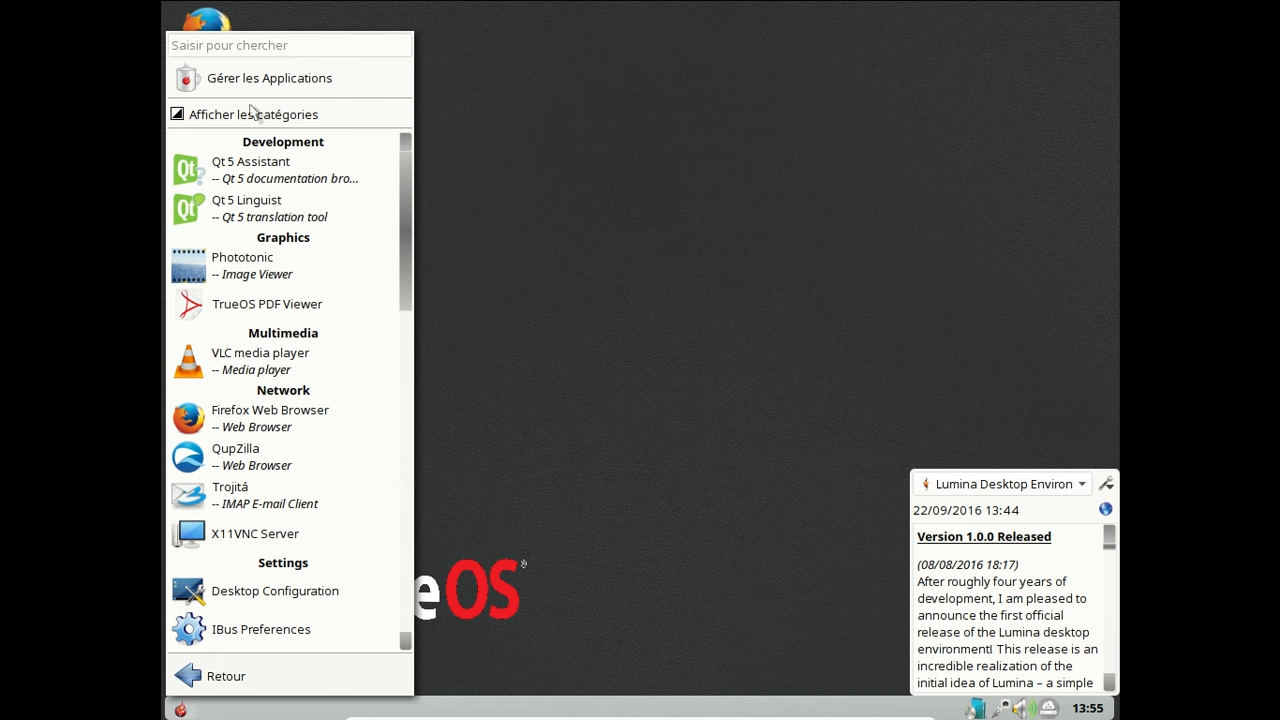 Saisir pour chercher
Gérer les Applications
Afficher les catégories
Development
Qt 5 Assistant
-- Qt 5 documentation bro...
Qt 5 Linguist
-- Qt 5 translation tool
Graphics
Phototonic
-- Image Viewer
TrueOS PDF Viewer
Multimedia
VLC media player
-- Media player
Network
Firefox Web Browser
-- Web Browser
QupZilla
-- Web Browser
Trojitá
-- IMAP E-mail Client
X11VNC Server
Settings
Desktop Configuration
IBus Preferences
Retour
eOS®
Lumina Desktop Environ
22/09/2016 13:44
Version 1.0.0 Released
(08/08/2016 18:17)
After roughly four years of
development, I am pleased to
announce the first official
release of the Lumina desktop
environment! This release is an
incredible realization of the
initial idea of Lumina – a simple
13:55